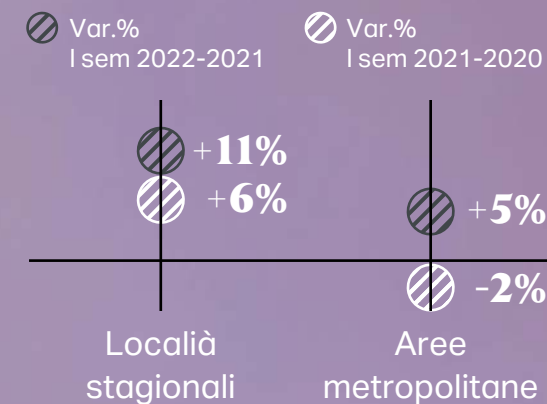 Var.%
I sem 2022-2021
Var.%
I sem 2021-2020
+11%
+6%
+5%
-2%
Localià
stagionali
Aree
metropolitane